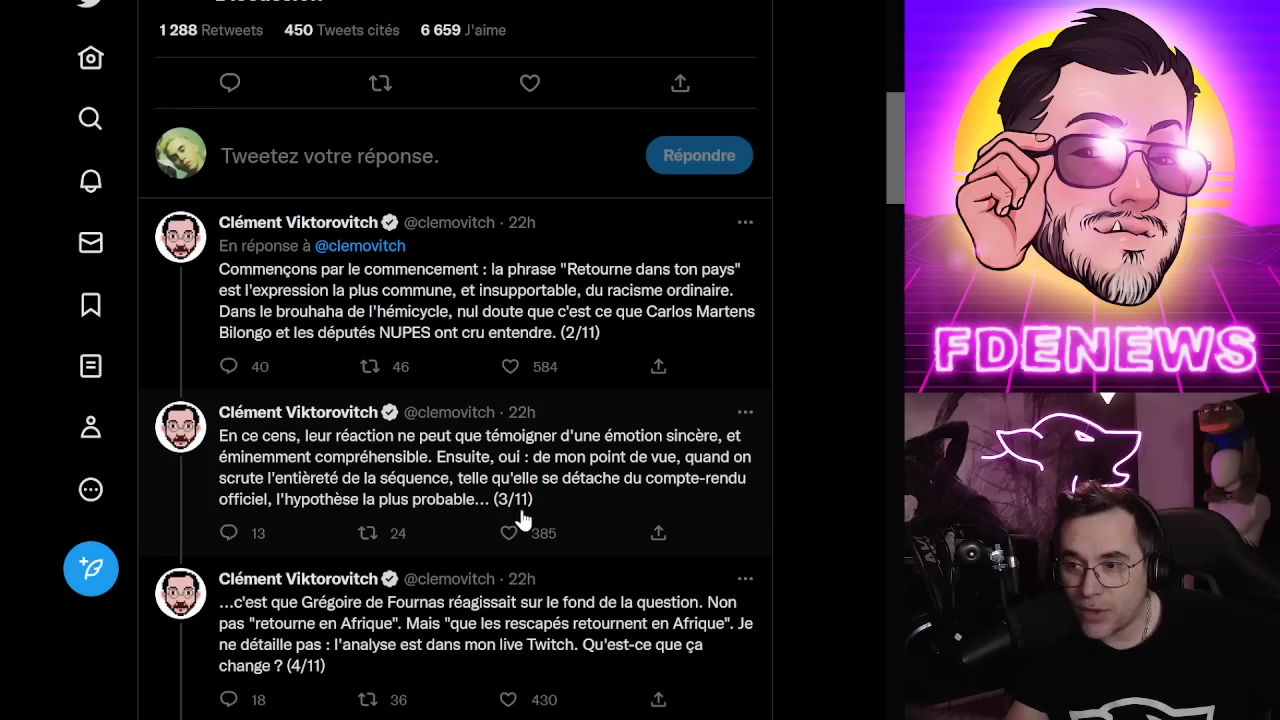 1 288 Retweets 450 Tweets cités 6 659 J'aime
Tweetez votre réponse.
Répondre
Clément Viktorovitch @clemovitch · 22h
En réponse à @clemovitch
Commençons par le commencement : la phrase "Retourne dans ton pays"
est l'expression la plus commune, et insupportable, du racisme ordinaire.
Dans le brouhaha de l'hémicycle, nul doute que c'est ce que Carlos Martens
Bilongo et les députés NUPES ont cru entendre. (2/11)
40 46 584
Clément Viktorovitch @clemovitch · 22h
En ce cens, leur réaction ne peut que témoigner d'une émotion sincère, et
éminemment compréhensible. Ensuite, oui : de mon point de vue, quand on
scrute l'entièreté de la séquence, telle qu'elle se détache du compte-rendu
officiel, l'hypothèse la plus probable... (3/11)
13 24 385
Clément Viktorovitch @clemovitch · 22h
...c'est que Grégoire de Fournas réagissait sur le fond de la question. Non
pas "retourne en Afrique". Mais "que les rescapés retournent en Afrique". Je
ne détaille pas : l'analyse est dans mon live Twitch. Qu'est-ce que ça
change ? (4/11)
18 36 430
FDENEWS